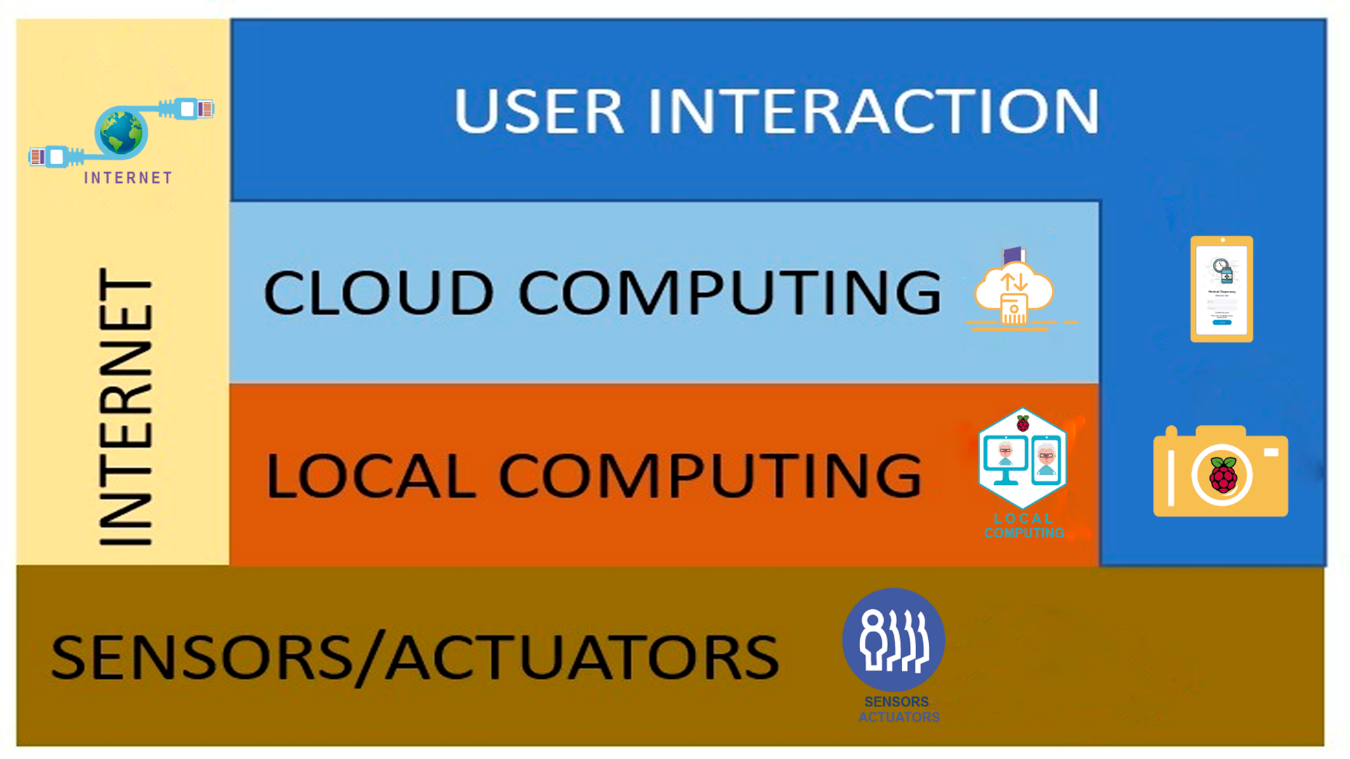 USER INTERACTION
INTERNET
INTERNET
CLOUD COMPUTING
LOCAL COMPUTING
LOCAL
COMPUTING
SENSORS/ACTUATORS
SENSORS
ACTUATORS